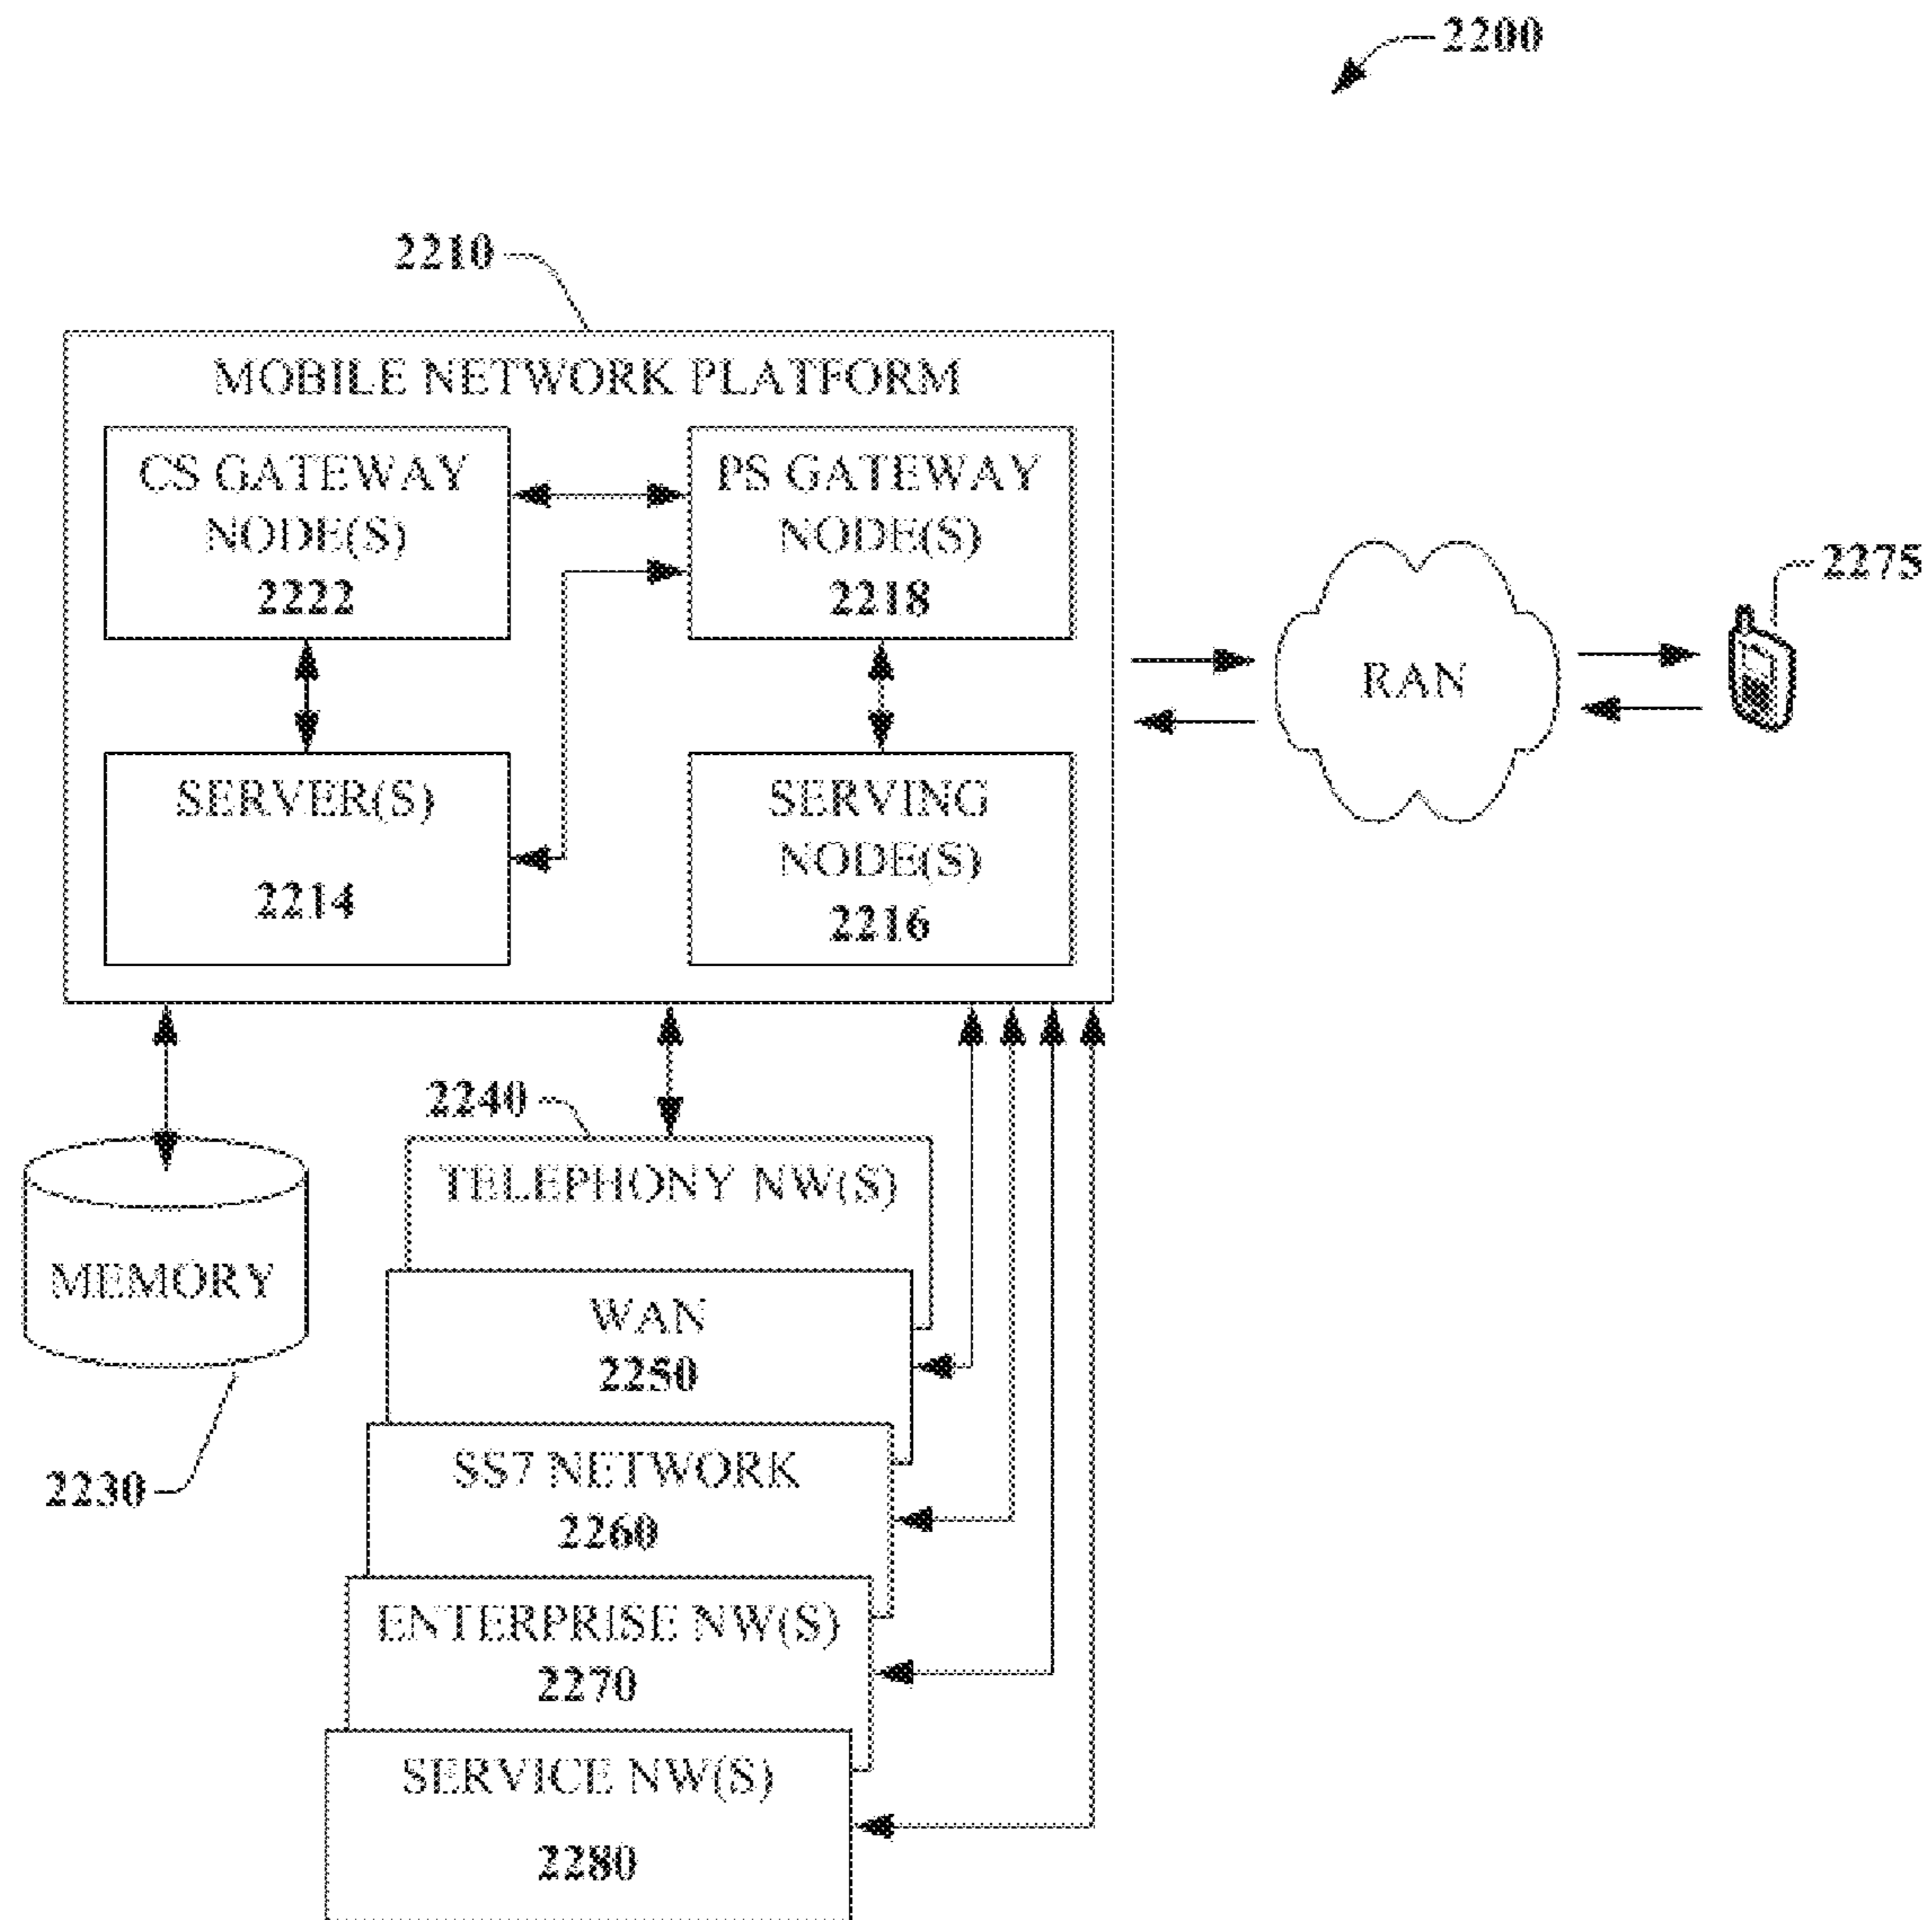 2200
2210
MOBILE NETWORK PLATFORM
CS GATEWAY
NODE(S)
2222
PS GATEWAY
NODE(S)
2218
SERVER(S)
2214
SERVING
NODE(S)
2216
RAN
2275
2240
TELEPHONY NW(S)
MEMORY
2230
WAN
2250
SS7 NETWORK
2260
ENTERPRISE NW(S)
2270
SERVICE NW(S)
2280